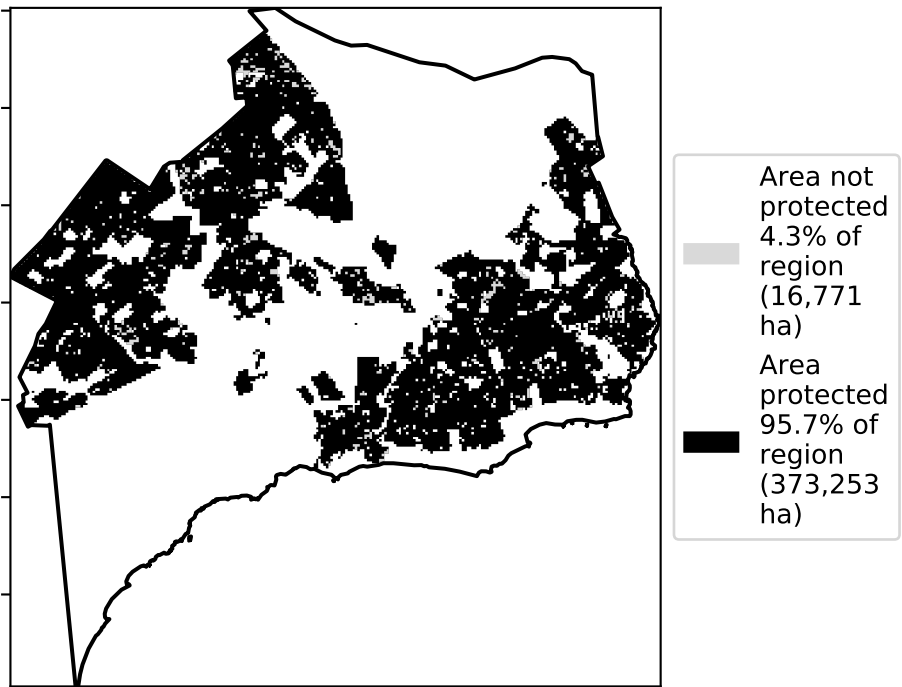 Area not
protected
4.3% of
region
(16,771
ha)
Area
protected
95.7% of
region
(373,253
ha)